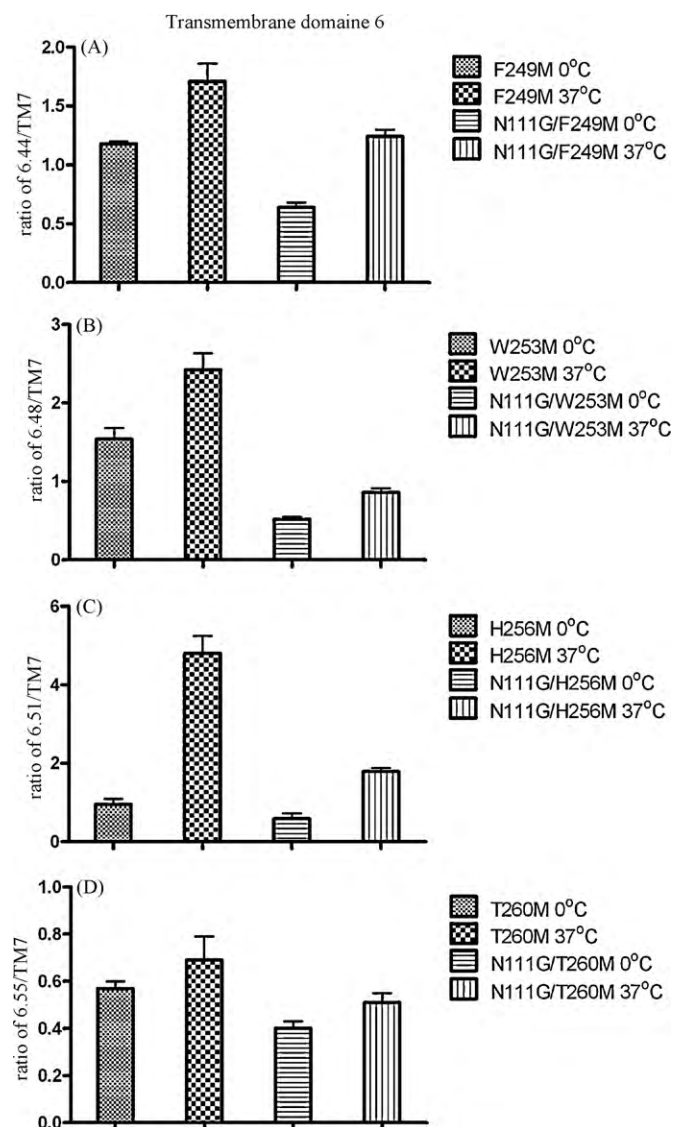 Transmembrane domaine 6
(A)
ratio of 6.44/TM7
2.0
1.5
1.0
0.5
0.0
F249M 0°C
F249M 37°C
N111G/F249M 0°C
N111G/F249M 37°C
(B)
ratio of 6.48/TM7
3
2
1
0
W253M 0°C
W253M 37°C
N111G/W253M 0°C
N111G/W253M 37°C
(C)
ratio of 6.51/TM7
6
4
2
0
H256M 0°C
H256M 37°C
N111G/H256M 0°C
N111G/H256M 37°C
(D)
ratio of 6.55/TM7
1.0
0.8
0.6
0.4
0.2
0.0
T260M 0°C
T260M 37°C
N111G/T260M 0°C
N111G/T260M 37°C